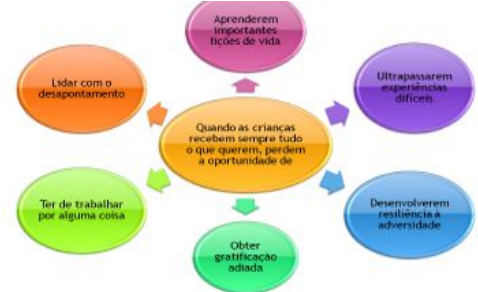 Aprenderem
importantes
lições de vida
Lidar com o
desapontamento
Ultrapassarem
experiências
difíceis
Quando as crianças
recebem sempre tudo
o que querem, perdem
a oportunidade de
Ter de trabalhar
por alguma coisa
Desenvolverem
resiliência à
adversidade
Obter
gratificação
adiada